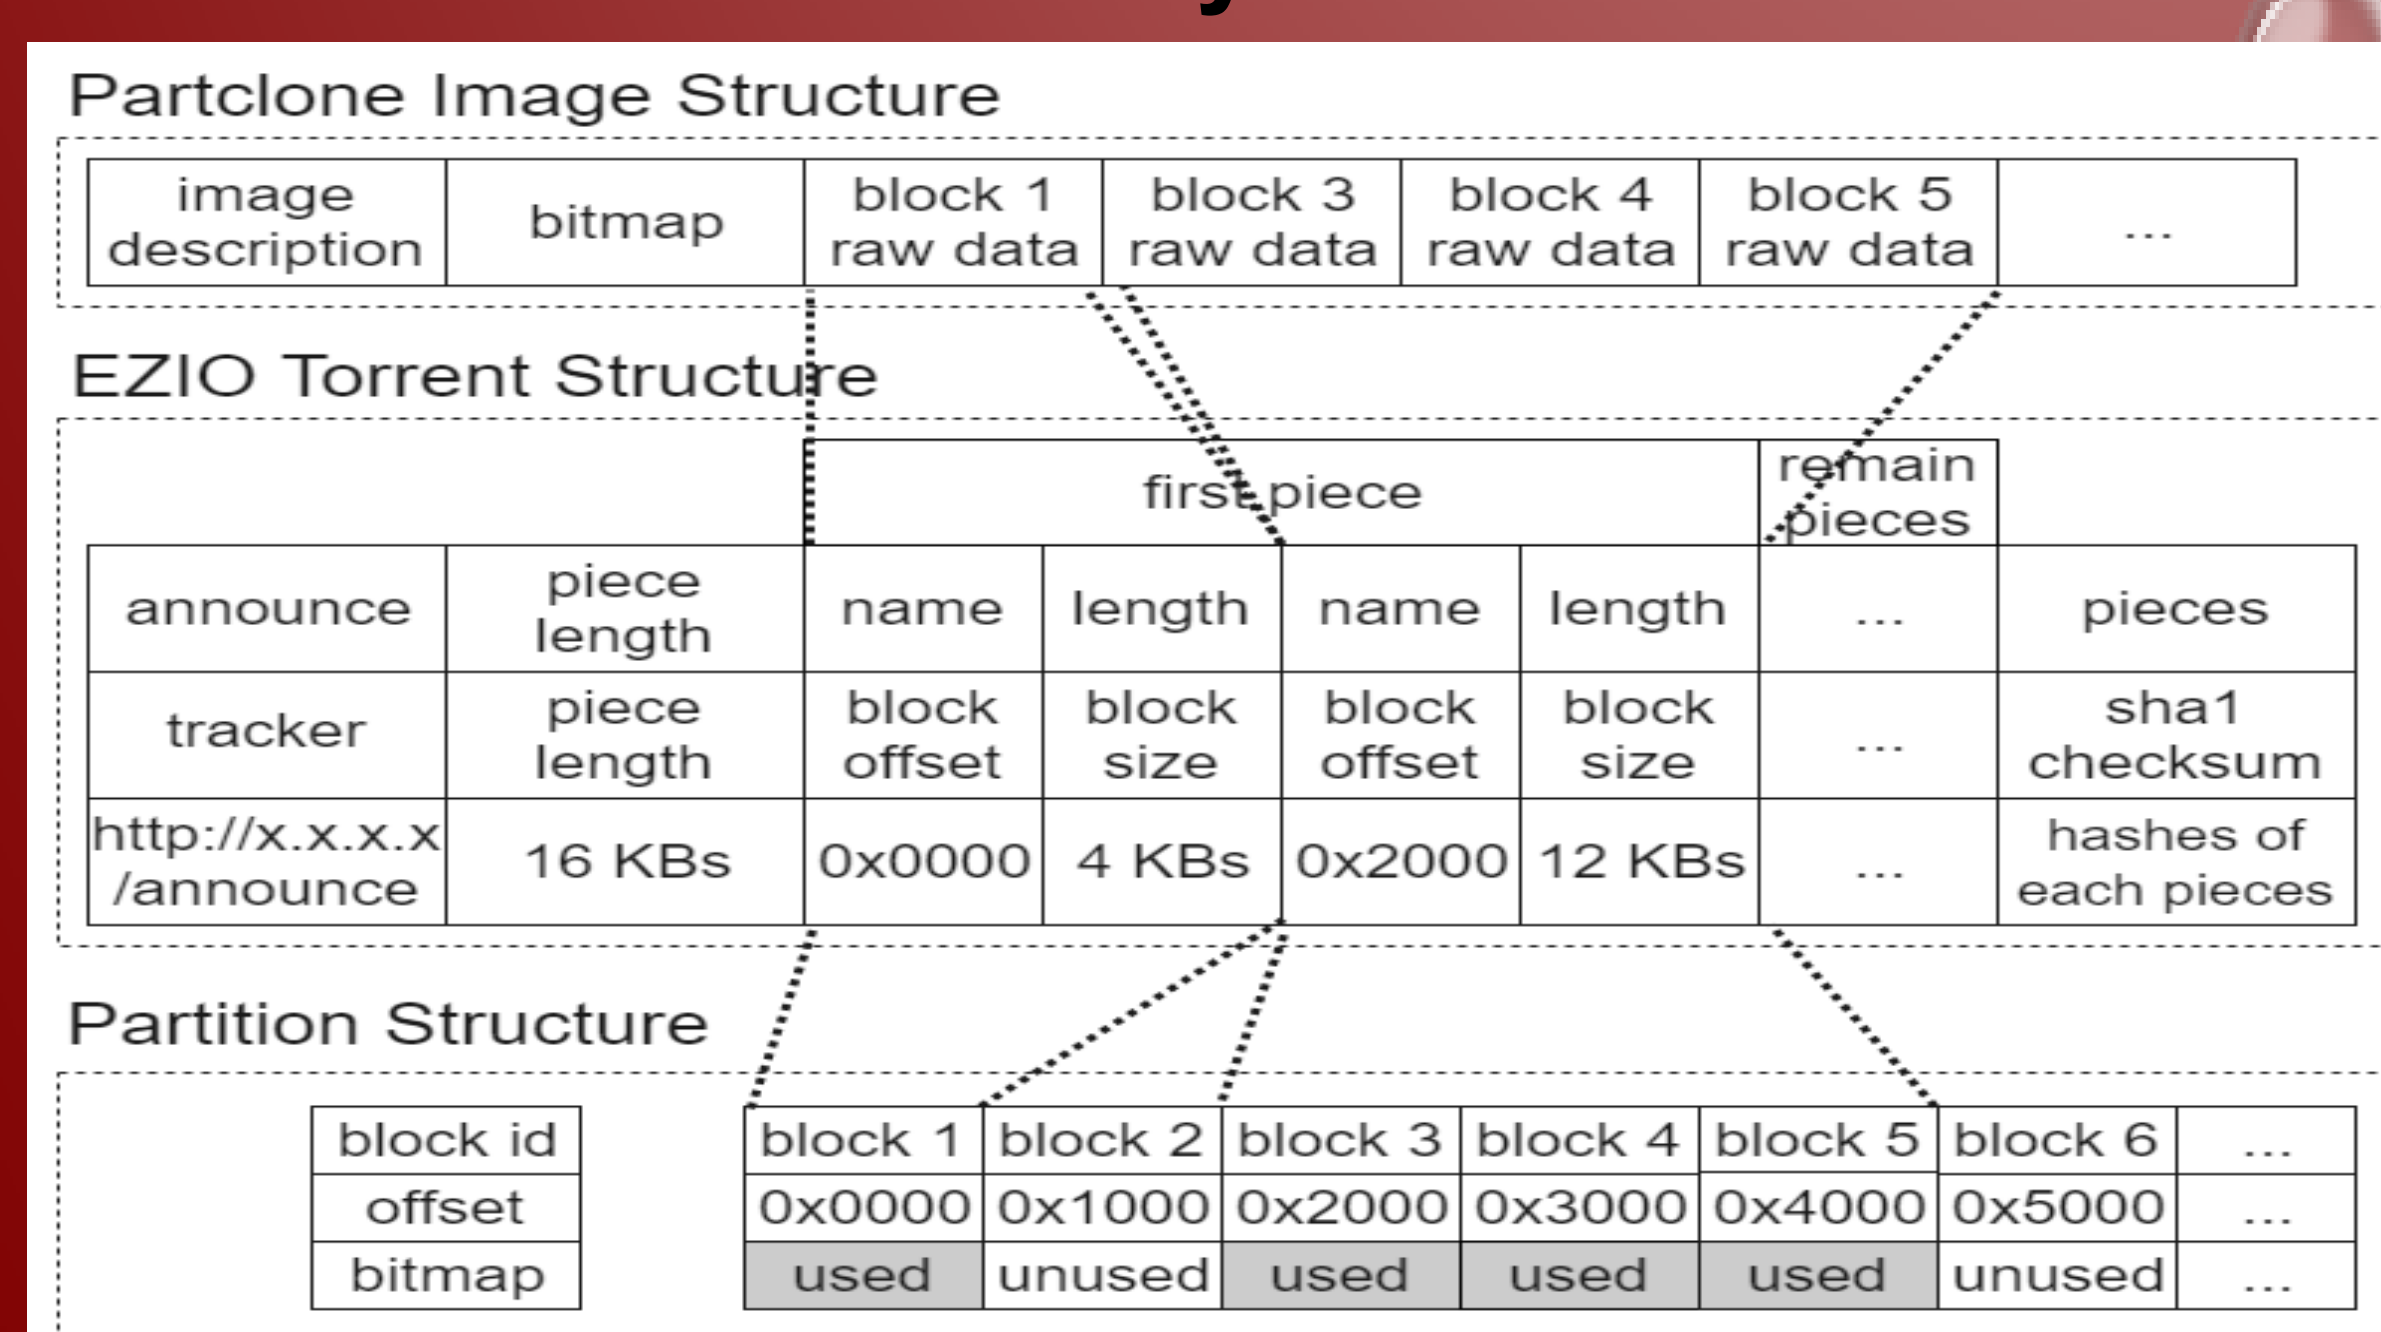 Partclone Image Structure
image description
bitmap
block 1 raw data
block 3 raw data
block 4 raw data
block 5 raw data
...
EZIO Torrent Structure
first piece
remain pieces
announce
piece length
name
length
name
length
...
pieces
tracker
piece length
block offset
block size
block offset
block size
...
sha1 checksum
http://x.x.x.x/announce
16 KBs
0x0000
4 KBs
0x2000
12 KBs
...
hashes of each pieces
Partition Structure
block id
block 1
block 2
block 3
block 4
block 5
block 6
...
offset
0x0000
0x1000
0x2000
0x3000
0x4000
0x5000
...
bitmap
used
unused
used
used
used
unused
...